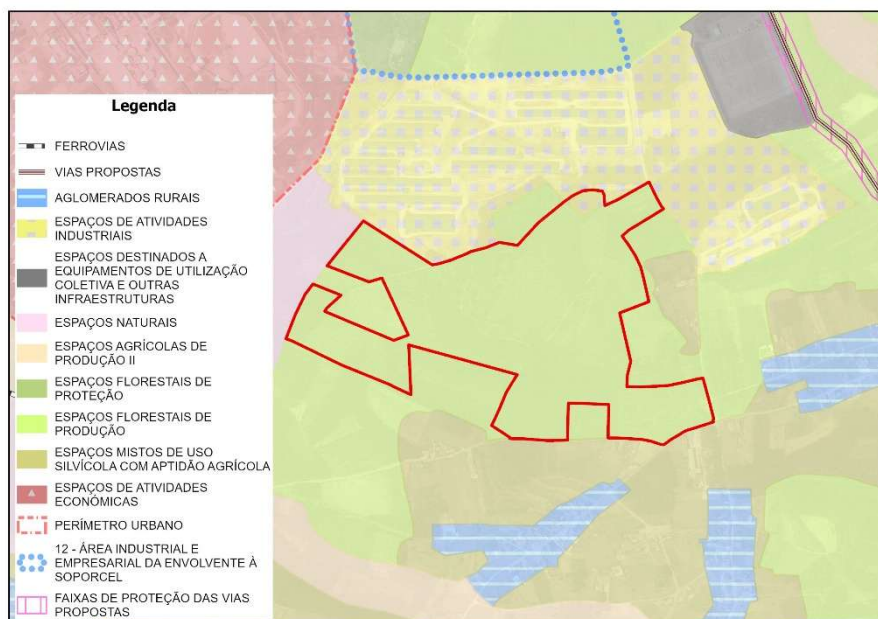 Legenda
FERROVIAS
VIAS PROPOSTAS
AGLOMERADOS RURAIS
ESPAÇOS DE ATIVIDADES
INDUSTRIAIS
ESPAÇOS DESTINADOS A
EQUIPAMENTOS DE UTILIZAÇÃO
COLETIVA E OUTRAS
INFRAESTRUTURAS
ESPAÇOS NATURAIS
ESPAÇOS AGRÍCOLAS DE
PRODUÇÃO II
ESPAÇOS FLORESTAIS DE
PROTEÇÃO
ESPAÇOS FLORESTAIS DE
PRODUÇÃO
ESPAÇOS MISTOS DE USO
SILVÍCOLA COM APTIDÃO AGRÍCOLA
ESPAÇOS DE ATIVIDADES
ECONÓMICAS
PERÍMETRO URBANO
12 - ÁREA INDUSTRIAL E
EMPRESARIAL DA ENVOLVENTE À
SOPORCEL
FAIXAS DE PROTEÇÃO DAS VIAS
PROPOSTAS